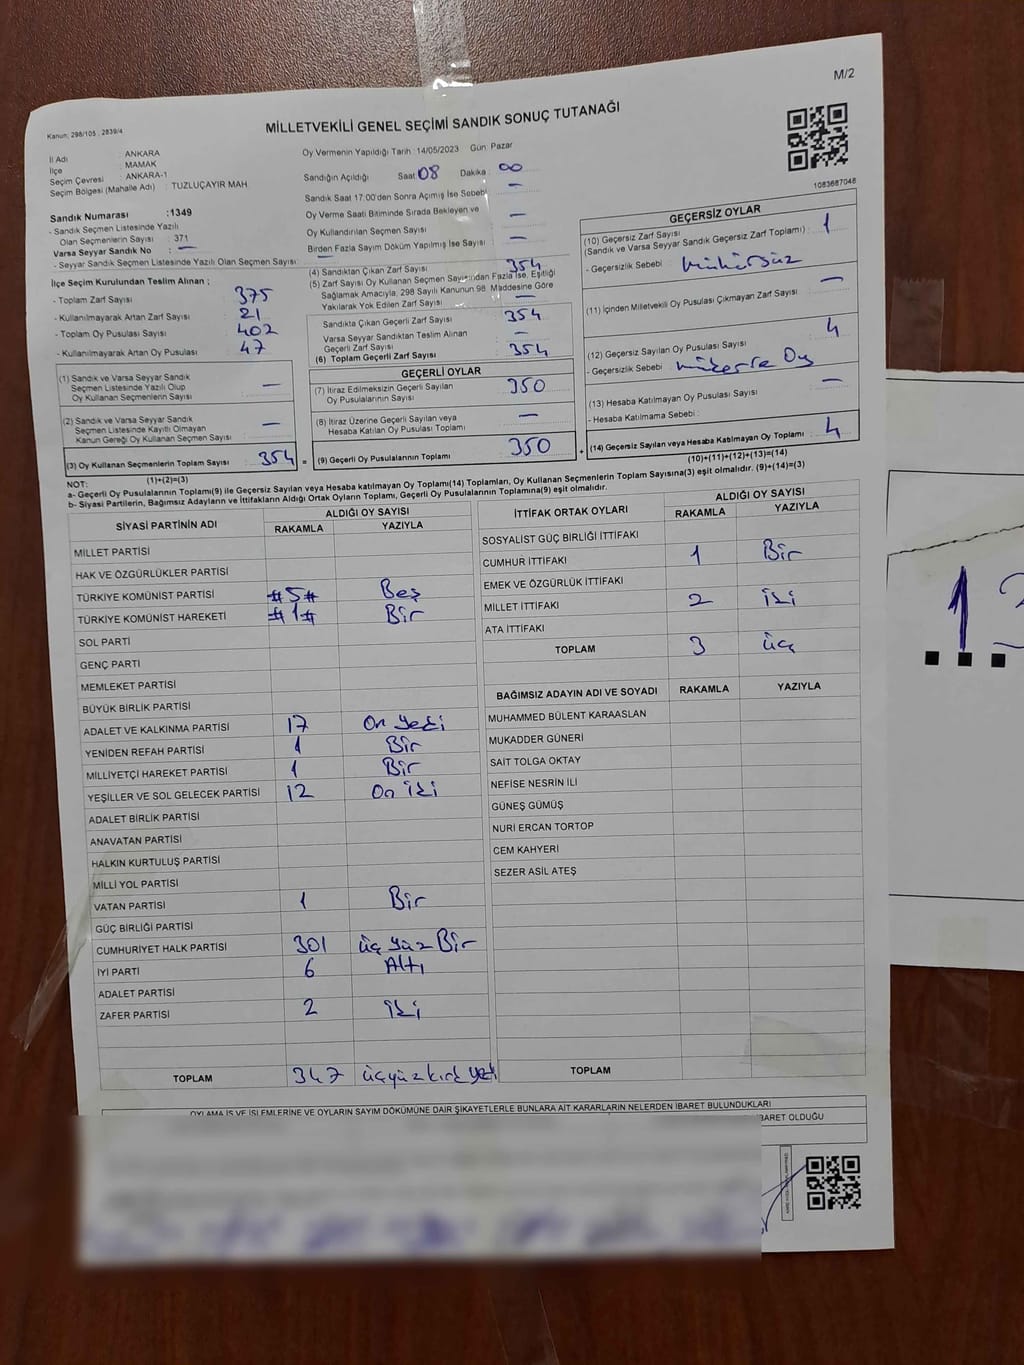 M/2
Kanun: 298/105 , 2839/4
MİLLETVEKİLİ GENEL SEÇİMİ SANDIK SONUÇ TUTANAĞI
İl Adı : ANKARA
İlçe : MAMAK
Seçim Çevresi : ANKARA-1
Seçim Bölgesi (Mahalle Adı) : TUZLUÇAYIR MAH.
Sandık Numarası :1349
- Sandık Seçmen Listesinde Yazılı
Olan Seçmenlerin Sayısı : 371
Varsa Seyyar Sandık No : —
- Seyyar Sandık Seçmen Listesinde Yazılı Olan Seçmen Sayısı : —
İlçe Seçim Kurulundan Teslim Alınan ;
- Toplam Zarf Sayısı : 375
- Kullanılmayarak Artan Zarf Sayısı : 21
- Toplam Oy Pusulası Sayısı : 402
- Kullanılmayarak Artan Oy Pusulası : 47
(1) Sandık ve Varsa Seyyar Sandık
Seçmen Listesinde Yazılı Olup
Oy Kullanan Seçmenlerin Sayısı : —
(2) Sandık ve Varsa Seyyar Sandık
Seçmen Listesinde Kayıtlı Olmayan
Kanun Gereği Oy Kullanan Seçmen Sayısı : —
(3) Oy Kullanan Seçmenlerin Toplam Sayısı : 354 =
(1)+(2)=(3)
Oy Vermenin Yapıldığı Tarih : 14/05/2023 Gün: Pazar
Sandığın Açıldığı Saat: 08 Dakika : 00
Sandık Saat 17:00'den Sonra Açılmış İse Sebebi : —
Oy Verme Saati Bitiminde Sırada Bekleyen ve
Oy Kullandırılan Seçmen Sayısı : —
Birden Fazla Sayım Döküm Yapılmış İse Sayısı : —
(4) Sandıktan Çıkan Zarf Sayısı : 354
(5) Zarf Sayısı Oy Kullanan Seçmen Sayısından Fazla İse, Eşitliği
Sağlamak Amacıyla, 298 Sayılı Kanunun 98. Maddesine Göre
Yakılarak Yok Edilen Zarf Sayısı : —
Sandıkta Çıkan Geçerli Zarf Sayısı : 354
Varsa Seyyar Sandıktan Teslim Alınan
Geçerli Zarf Sayısı : —
(6) Toplam Geçerli Zarf Sayısı : 354
GEÇERLİ OYLAR
(7) İtiraz Edilmeksizin Geçerli Sayılan
Oy Pusulalarının Sayısı : 350
(8) İtiraz Üzerine Geçerli Sayılan veya
Hesaba Katılan Oy Pusulası Toplamı : —
(9) Geçerli Oy Pusulalarının Toplamı : 350 +
1083687048
GEÇERSİZ OYLAR
(10) Geçersiz Zarf Sayısı
(Sandık ve Varsa Seyyar Sandık Geçersiz Zarf Toplamı) : 1
- Geçersizlik Sebebi : Mühürsüz
(11) İçinden Milletvekili Oy Pusulası Çıkmayan Zarf Sayısı : —
(12) Geçersiz Sayılan Oy Pusulası Sayısı : 4
- Geçersizlik Sebebi : Oy
(13) Hesaba Katılmayan Oy Pusulası Sayısı : —
- Hesaba Katılmama Sebebi :
(14) Geçersiz Sayılan veya Hesaba Katılmayan Oy Toplamı : 4
(10)+(11)+(12)+(13)=(14)
NOT:
a- Geçerli Oy Pusulalarının Toplamı(9) ile Geçersiz Sayılan veya Hesaba katılmayan Oy Toplamı(14) Toplamları, Oy Kullanan Seçmenlerin Toplam Sayısına(3) eşit olmalıdır. (9)+(14)=(3)
b- Siyasi Partilerin, Bağımsız Adayların ve İttifakların Aldığı Ortak Oyların Toplamı, Geçerli Oy Pusulalarının Toplamına(9) eşit olmalıdır.
SİYASİ PARTİNİN ADI ALDIĞI OY SAYISI
RAKAMLA YAZIYLA
MİLLET PARTİSİ
HAK VE ÖZGÜRLÜKLER PARTİSİ
TÜRKİYE KOMÜNİST PARTİSİ #5# Beş
TÜRKİYE KOMÜNİST HAREKETİ #1# Bir
SOL PARTİ
GENÇ PARTİ
MEMLEKET PARTİSİ
BÜYÜK BİRLİK PARTİSİ
ADALET VE KALKINMA PARTİSİ 17 On Yedi
YENİDEN REFAH PARTİSİ 1 Bir
MİLLİYETÇİ HAREKET PARTİSİ 1 Bir
YEŞİLLER VE SOL GELECEK PARTİSİ 12 On iki
ADALET BİRLİK PARTİSİ
ANAVATAN PARTİSİ
HALKIN KURTULUŞ PARTİSİ
MİLLİ YOL PARTİSİ
VATAN PARTİSİ 1 Bir
GÜÇ BİRLİĞİ PARTİSİ
CUMHURİYET HALK PARTİSİ 301 üç yüz Bir
İYİ PARTİ 6 Altı
ADALET PARTİSİ
ZAFER PARTİSİ 2 iki
TOPLAM 347 üçyüzkırk yedi
İTTİFAK ORTAK OYLARI ALDIĞI OY SAYISI
RAKAMLA YAZIYLA
SOSYALİST GÜÇ BİRLİĞİ İTTİFAKI
CUMHUR İTTİFAKI 1 Bir
EMEK VE ÖZGÜRLÜK İTTİFAKI
MİLLET İTTİFAKI 2 iki
ATA İTTİFAKI
TOPLAM 3 üç
BAĞIMSIZ ADAYIN ADI VE SOYADI RAKAMLA YAZIYLA
MUHAMMED BÜLENT KARAASLAN
MUKADDER GÜNERİ
SAİT TOLGA OKTAY
NEFİSE NESRİN İLİ
GÜNEŞ GÜMÜŞ
NURİ ERCAN TORTOP
CEM KAHYERİ
SEZER ASİL ATEŞ
TOPLAM
OYLAMA İŞ VE İŞLEMLERİNE VE OYLARIN SAYIM DÖKÜMÜNE DAİR ŞİKAYETLERLE BUNLARA AİT KARARLARIN NELERDEN İBARET BULUNDUKLARI
İBARET OLDUĞU
1